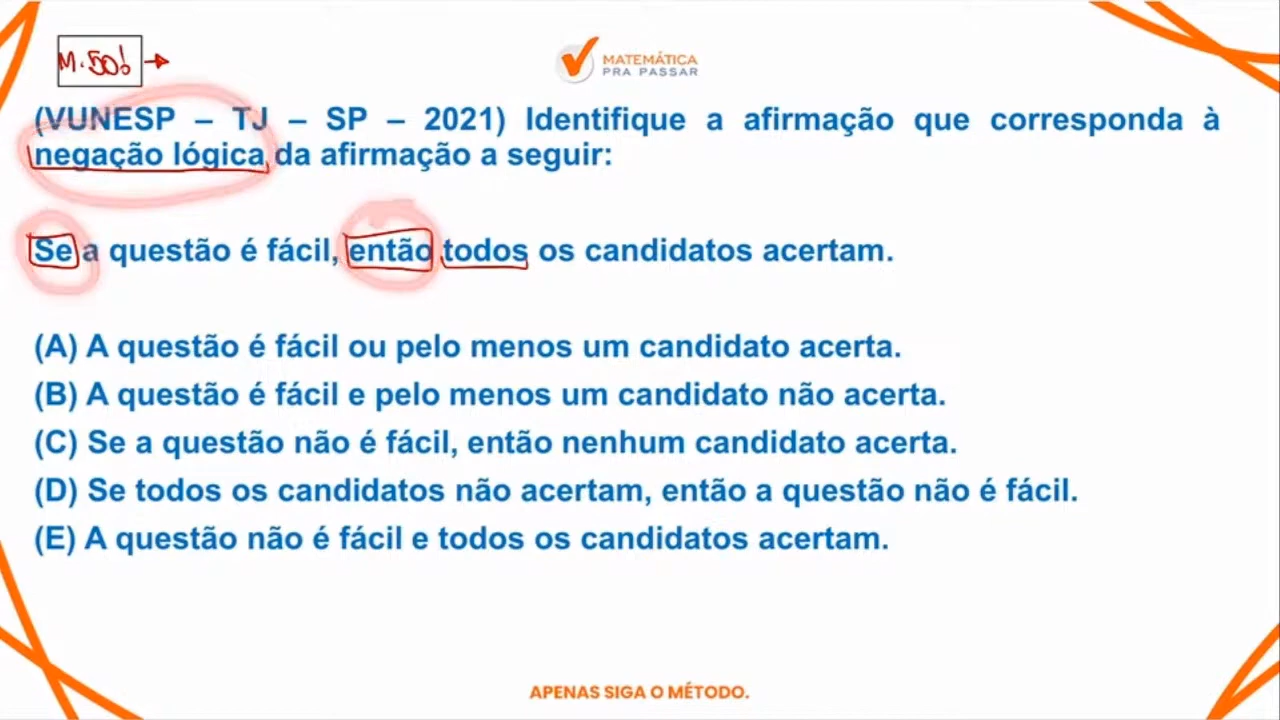 M.50!
MATEMÁTICA
PRA PASSAR
(VUNESP – TJ – SP – 2021) Identifique a afirmação que corresponda à
negação lógica da afirmação a seguir:
Se a questão é fácil, então todos os candidatos acertam.
(A) A questão é fácil ou pelo menos um candidato acerta.
(B) A questão é fácil e pelo menos um candidato não acerta.
(C) Se a questão não é fácil, então nenhum candidato acerta.
(D) Se todos os candidatos não acertam, então a questão não é fácil.
(E) A questão não é fácil e todos os candidatos acertam.
APENAS SIGA O MÉTODO.